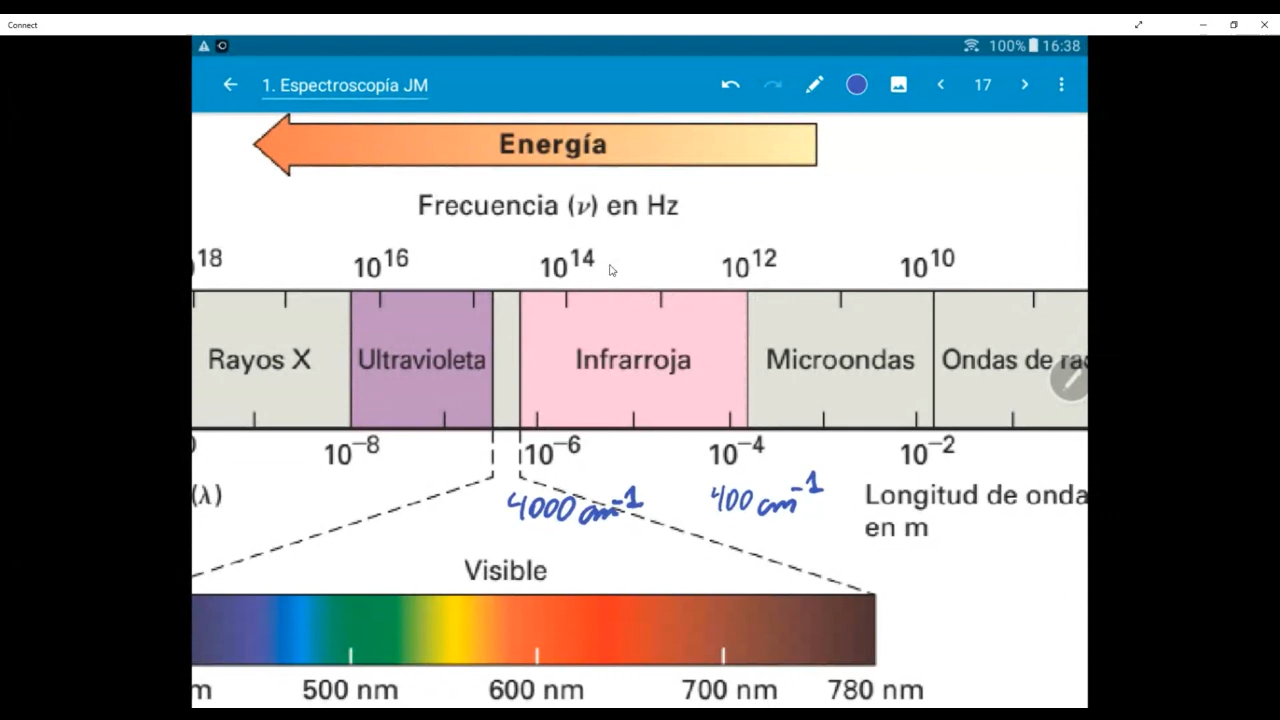 Connect
100% 16:38
1. Espectroscopía JM 17
Energía
Frecuencia (ν) en Hz
18 10^16 10^14 10^12 10^10
Rayos X Ultravioleta Infrarroja Microondas Ondas de
10^−8 10^−6 10^−4 10^−2
(λ) 4000 cm^-1 400 cm^-1 Longitud de onda
en m
Visible
m 500 nm 600 nm 700 nm 780 nm